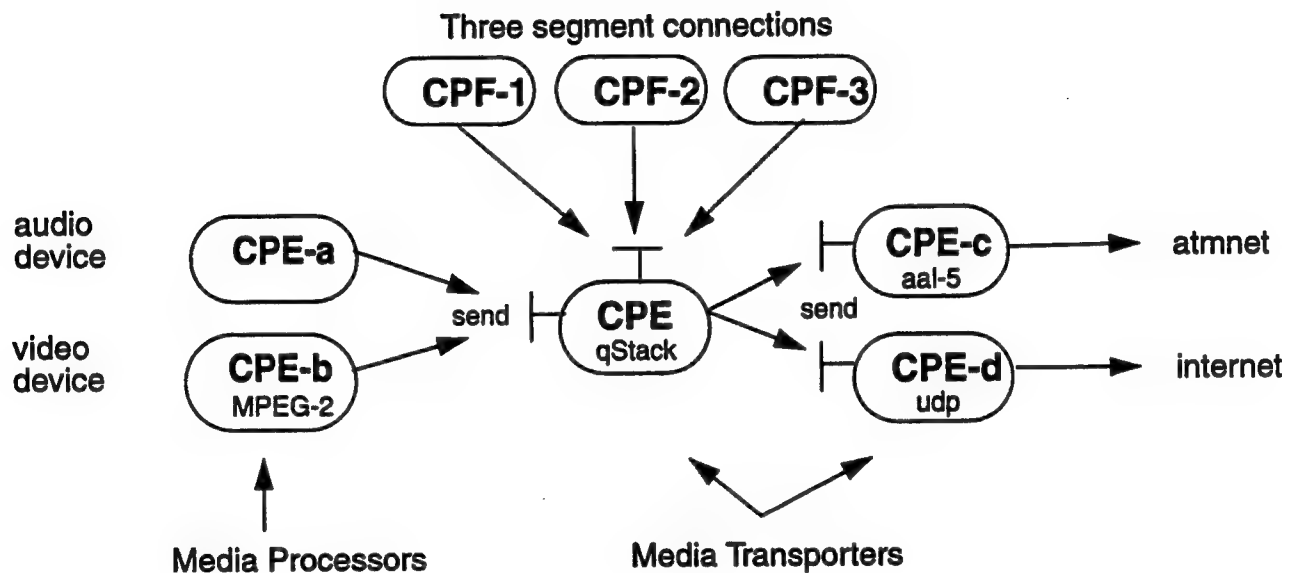 Three segment connections
CPF-1 CPF-2 CPF-3
audio
device
CPE-a
CPE-c
aal-5
atmnet
send
CPE
qStack
send
video
device
CPE-b
MPEG-2
CPE-d
udp
internet
Media Processors
Media Transporters